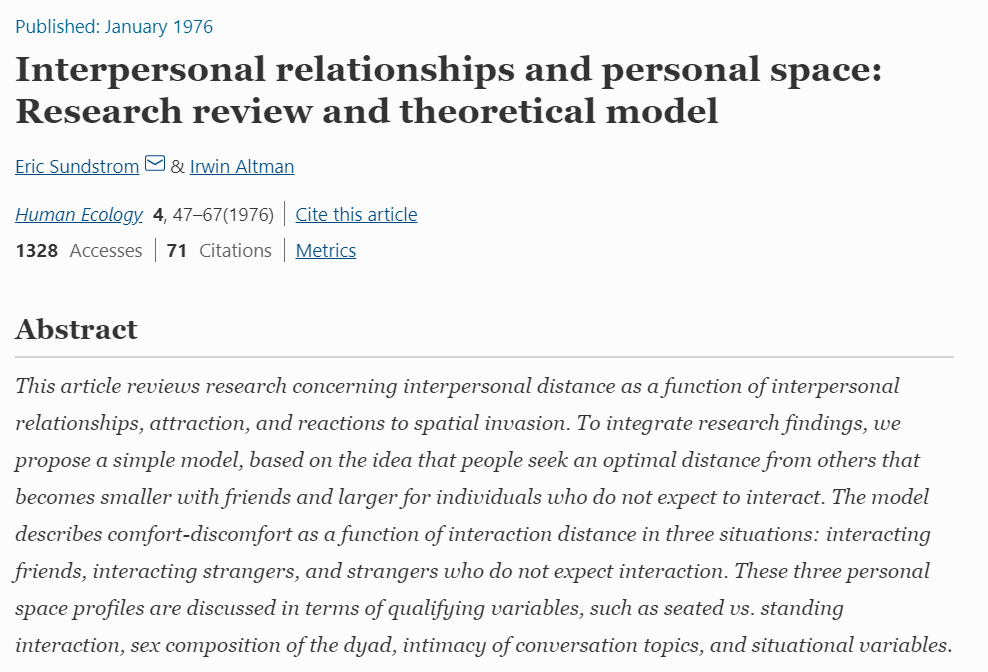 Published: January 1976
Interpersonal relationships and personal space:
Research review and theoretical model
Eric Sundstrom & Irwin Altman
Human Ecology 4, 47–67(1976) Cite this article
1328 Accesses 71 Citations Metrics
Abstract
This article reviews research concerning interpersonal distance as a function of interpersonal
relationships, attraction, and reactions to spatial invasion. To integrate research findings, we
propose a simple model, based on the idea that people seek an optimal distance from others that
becomes smaller with friends and larger for individuals who do not expect to interact. The model
describes comfort-discomfort as a function of interaction distance in three situations: interacting
friends, interacting strangers, and strangers who do not expect interaction. These three personal
space profiles are discussed in terms of qualifying variables, such as seated vs. standing
interaction, sex composition of the dyad, intimacy of conversation topics, and situational variables.